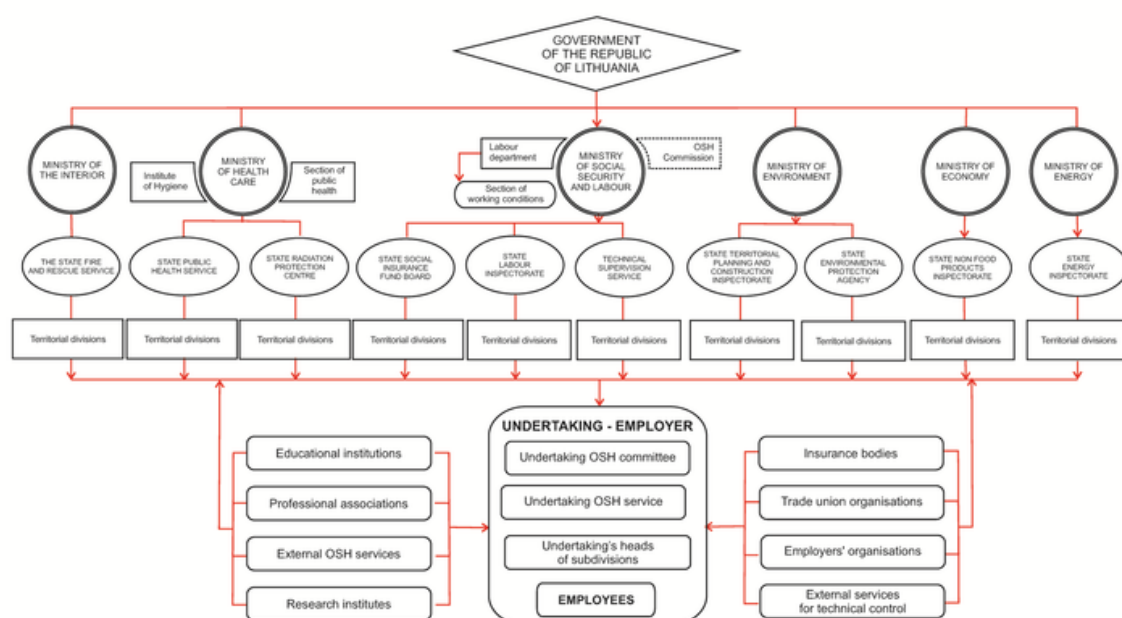 GOVERNMENT
OF THE REPUBLIC
OF LITHUANIA
MINISTRY OF
THE INTERIOR
Institute
of Hygiene
MINISTRY
OF HEALTH
CARE
Section of
public
health
Labour
department
Section of
working conditions
MINISTRY
OF SOCIAL
SECURITY
AND LABOUR
OSH
Commission
MINISTRY
OF
ENVIRONMENT
MINISTRY OF
ECONOMY
MINISTRY OF
ENERGY
THE STATE FIRE
AND RESCUE SERVICE
STATE PUBLIC
HEALTH SERVICE
STATE RADIATION
PROTECTION
CENTRE
STATE SOCIAL
INSURANCE
FUND BOARD
STATE
LABOUR
INSPECTORATE
TECHNICAL
SUPERVISION
SERVICE
STATE TERRITORIAL
PLANNING AND
CONSTRUCTION
INSPECTORATE
STATE
ENVIRONMENTAL
PROTECTION
AGENCY
STATE NON FOOD
PRODUCTS
INSPECTORATE
STATE
ENERGY
INSPECTORATE
Territorial divisions
Territorial divisions
Territorial divisions
Territorial divisions
Territorial divisions
Territorial divisions
Territorial divisions
Territorial divisions
Territorial divisions
Territorial divisions
Educational institutions
Professional associations
External OSH services
Research institutes
UNDERTAKING - EMPLOYER
Undertaking OSH committee
Undertaking OSH service
Undertaking's heads
of subdivisions
EMPLOYEES
Insurance bodies
Trade union organisations
Employers' organisations
External services
for technical control